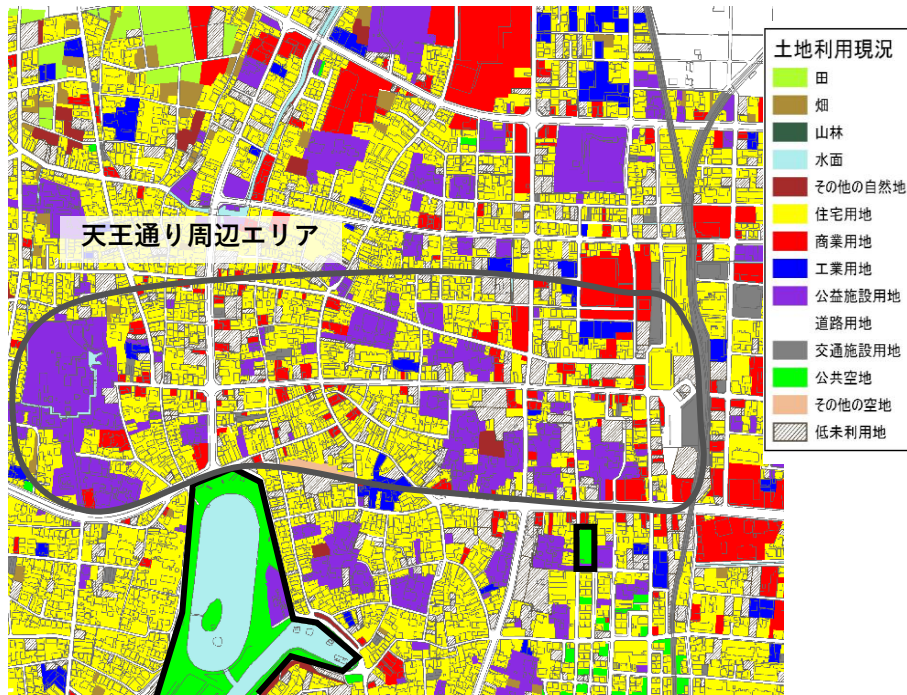 土地利用現況
田
畑
山林
水面
その他の自然地
住宅用地
商業用地
工業用地
公益施設用地
道路用地
交通施設用地
公共空地
その他の空地
低未利用地
天王通り周辺エリア